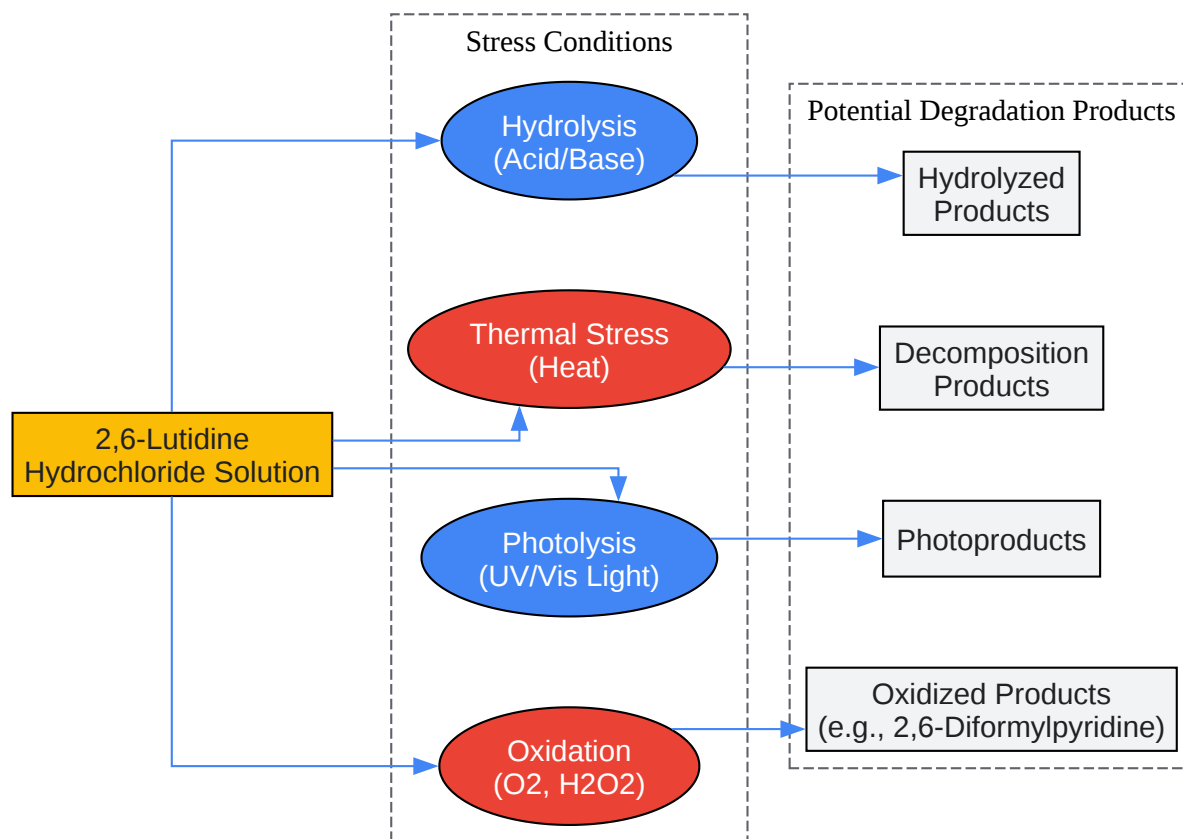 Stress Conditions
Hydrolysis
(Acid/Base)
Potential Degradation Products
Hydrolyzed
Products
Thermal Stress
(Heat)
Decomposition
Products
2,6-Lutidine
Hydrochloride Solution
Photolysis
(UV/Vis Light)
Photoproducts
Oxidation
(O2, H2O2)
Oxidized Products
(e.g., 2,6-Diformylpyridine)